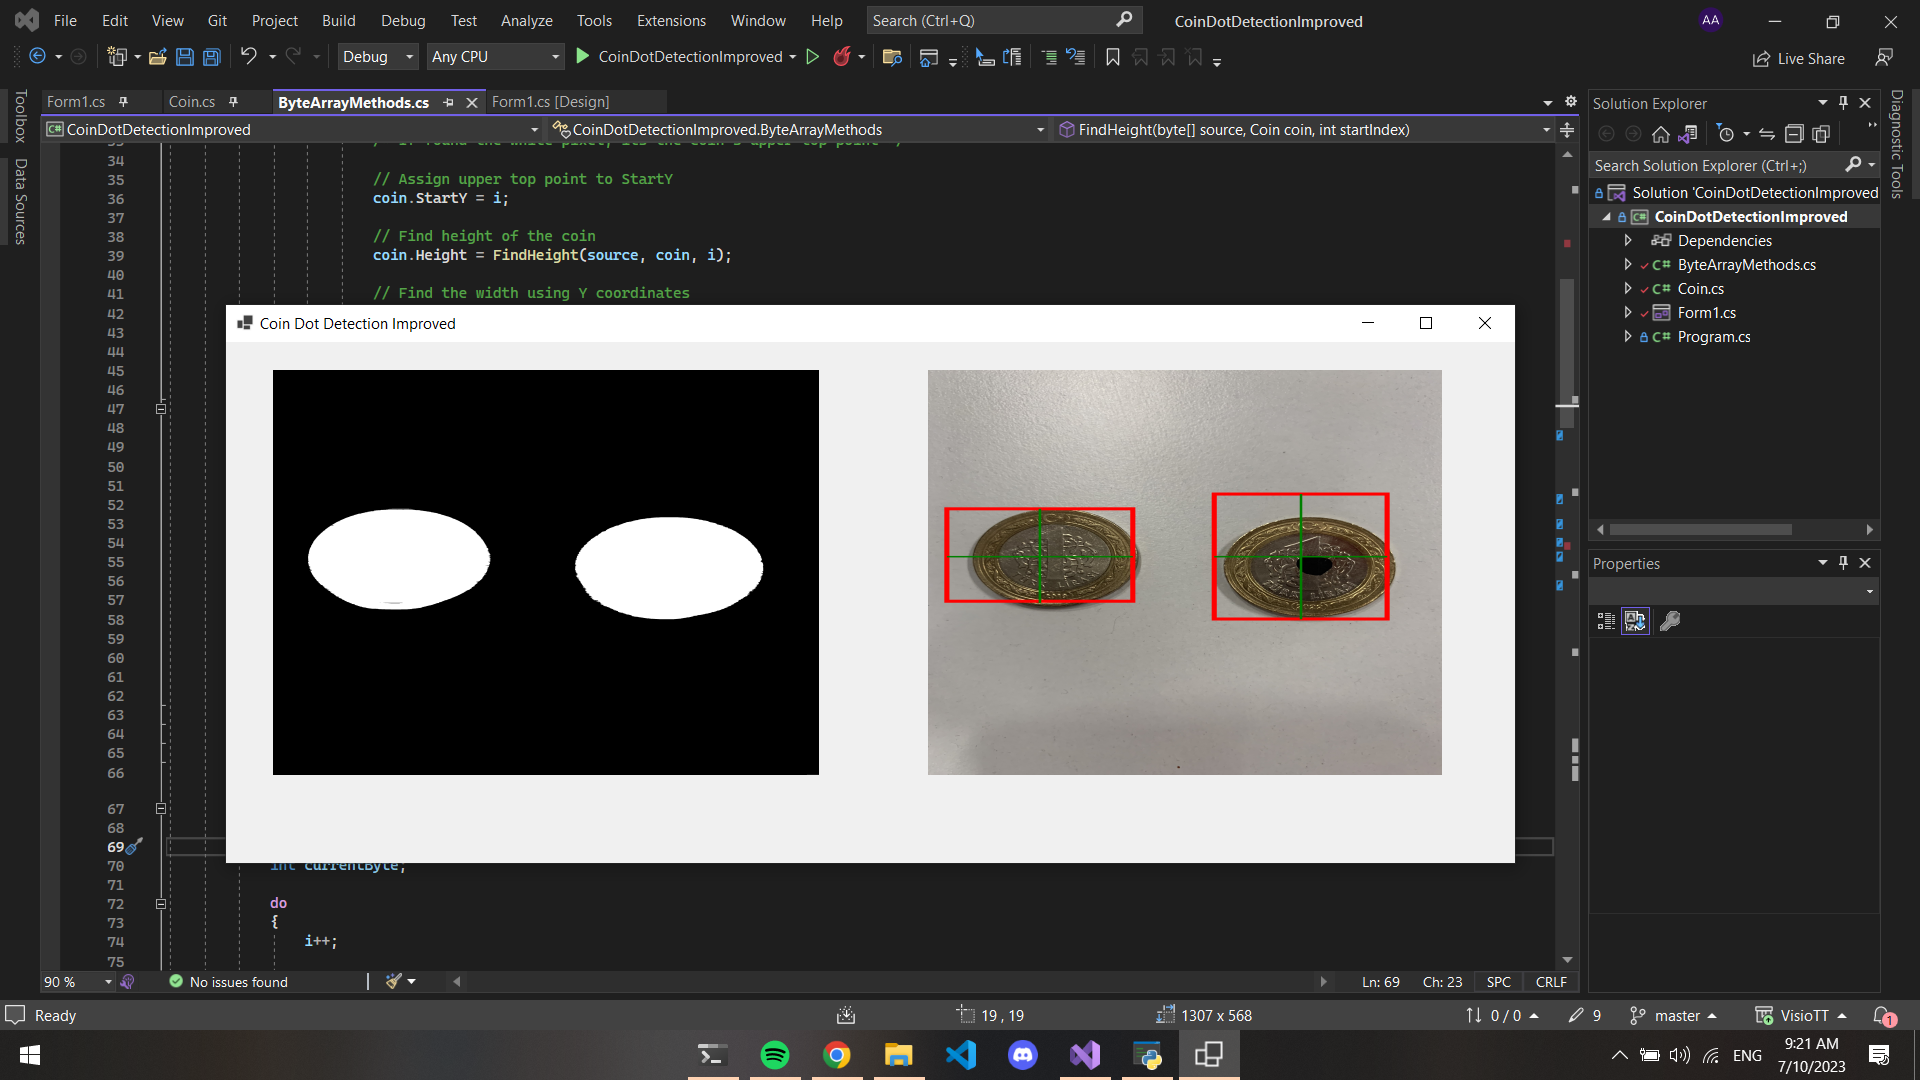 File Edit View Git Project Build Debug Test Analyze Tools Extensions Window Help Search (Ctrl+Q) CoinDotDetectionImproved AA
Debug Any CPU CoinDotDetectionImproved Live Share
Toolbox
Data Sources
Form1.cs Coin.cs ByteArrayMethods.cs Form1.cs [Design]
C# CoinDotDetectionImproved CoinDotDetectionImproved.ByteArrayMethods FindHeight(byte[] source, Coin coin, int startIndex)
34
35 // Assign upper top point to StartY
36 coin.StartY = i;
37
38 // Find height of the coin
39 coin.Height = FindHeight(source, coin, i);
40
41 // Find the width using Y coordinates
42
43
44
45
46
47
48
49
50
51
52
53
54
55
56
57
58
59
60
61
62
63
64
65
66
67
68
69
70 int currentByte;
71
72 do
73 {
74 i++;
75
Coin Dot Detection Improved
90 % No issues found Ln: 69 Ch: 23 SPC CRLF
Solution Explorer
Search Solution Explorer (Ctrl+;)
Solution 'CoinDotDetectionImproved
C# CoinDotDetectionImproved
Dependencies
C# ByteArrayMethods.cs
C# Coin.cs
Form1.cs
C# Program.cs
Properties
Diagnostic Tools
Ready 19 , 19 1307 x 568 0 / 0 9 master VisioTT 1
ENG 9:21 AM
7/10/2023